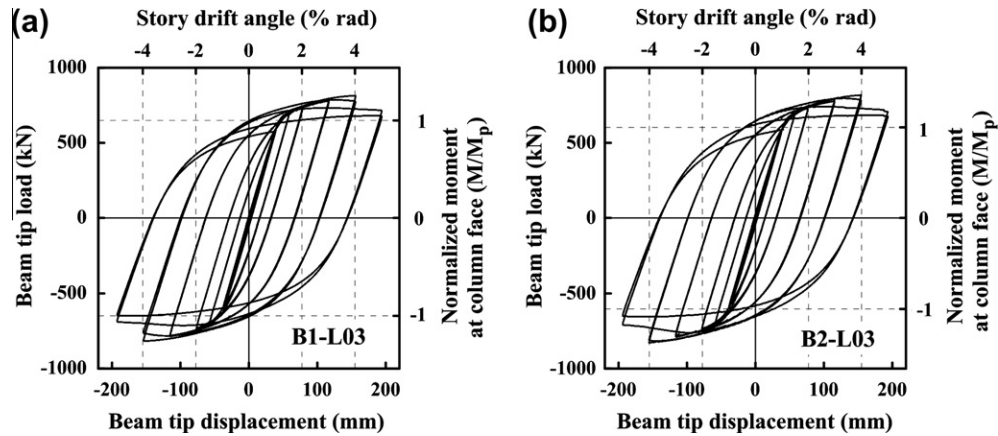 (a)
Story drift angle (% rad)
-4 -2 0 2 4
1000
500
0
-500
-1000
Beam tip load (kN)
1
0
-1
Normalized moment
at column face (M/Mp)
B1-L03
-200 -100 0 100 200
Beam tip displacement (mm)
(b)
Story drift angle (% rad)
-4 -2 0 2 4
1000
500
0
-500
-1000
Beam tip load (kN)
1
0
-1
Normalized moment
at column face (M/Mp)
B2-L03
-200 -100 0 100 200
Beam tip displacement (mm)